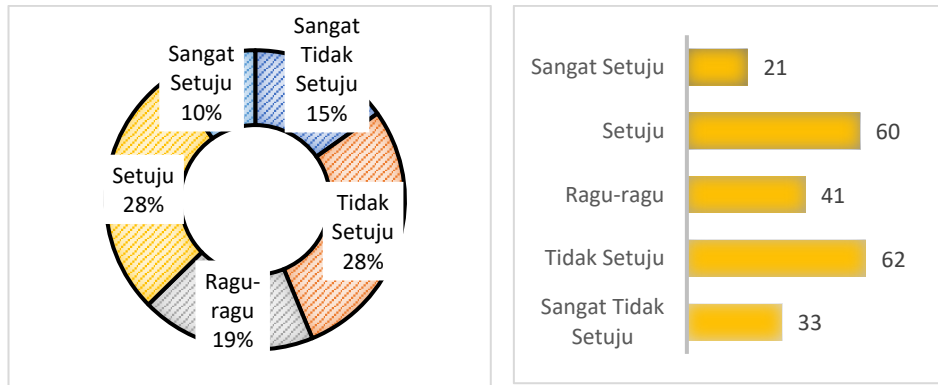 Sangat
Setuju
10%
Sangat
Tidak
Setuju
15%
Setuju
28%
Tidak
Setuju
28%
Ragu-
ragu
19%
Sangat Setuju
21
Setuju
60
Ragu-ragu
41
Tidak Setuju
62
Sangat Tidak
Setuju
33